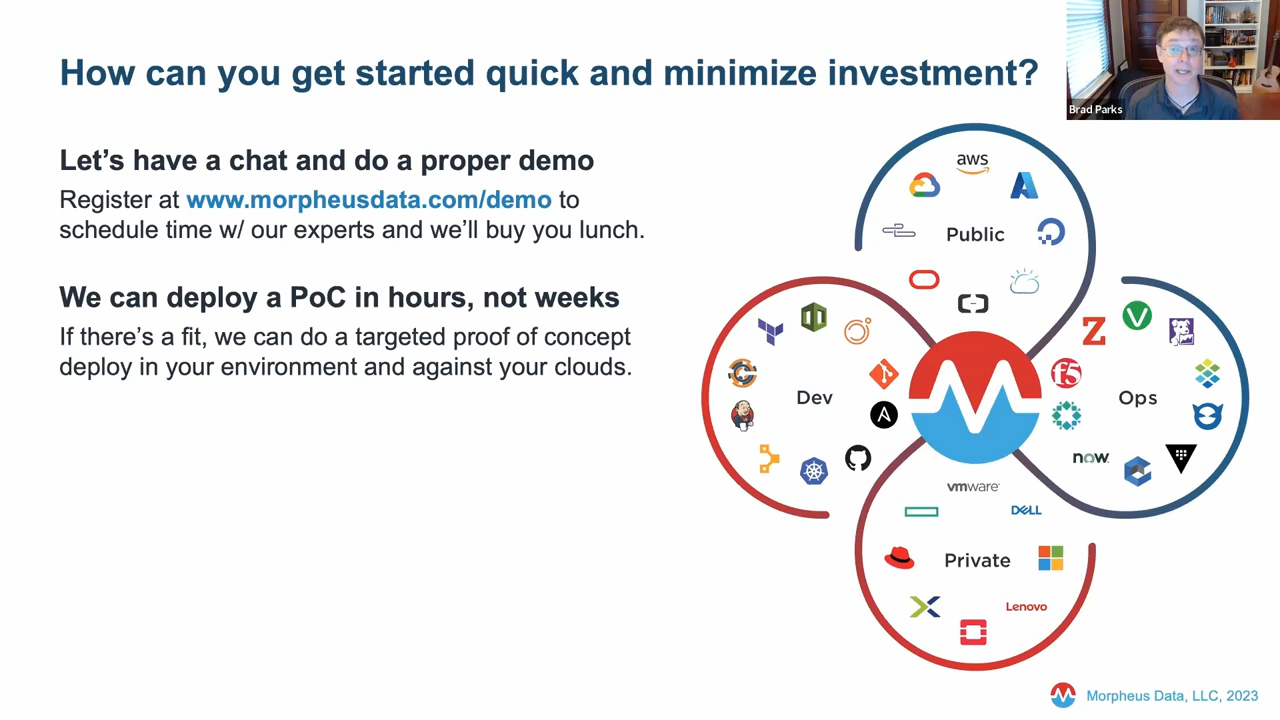 How can you get started quick and minimize investment?
Brad Parks
Let’s have a chat and do a proper demo
Register at www.morpheusdata.com/demo to
schedule time w/ our experts and we’ll buy you lunch.
We can deploy a PoC in hours, not weeks
If there’s a fit, we can do a targeted proof of concept
deploy in your environment and against your clouds.
aws
Public
Dev
Z
V
f5
Ops
now.
A
vmware
DELL
Private
Lenovo
Morpheus Data, LLC, 2023